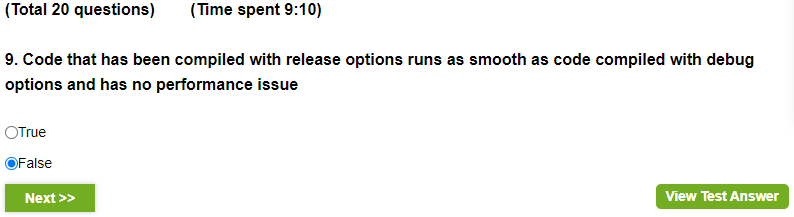 (Total 20 questions) (Time spent 9:10)
9. Code that has been compiled with release options runs as smooth as code compiled with debug
options and has no performance issue
True
False
Next >>
View Test Answer